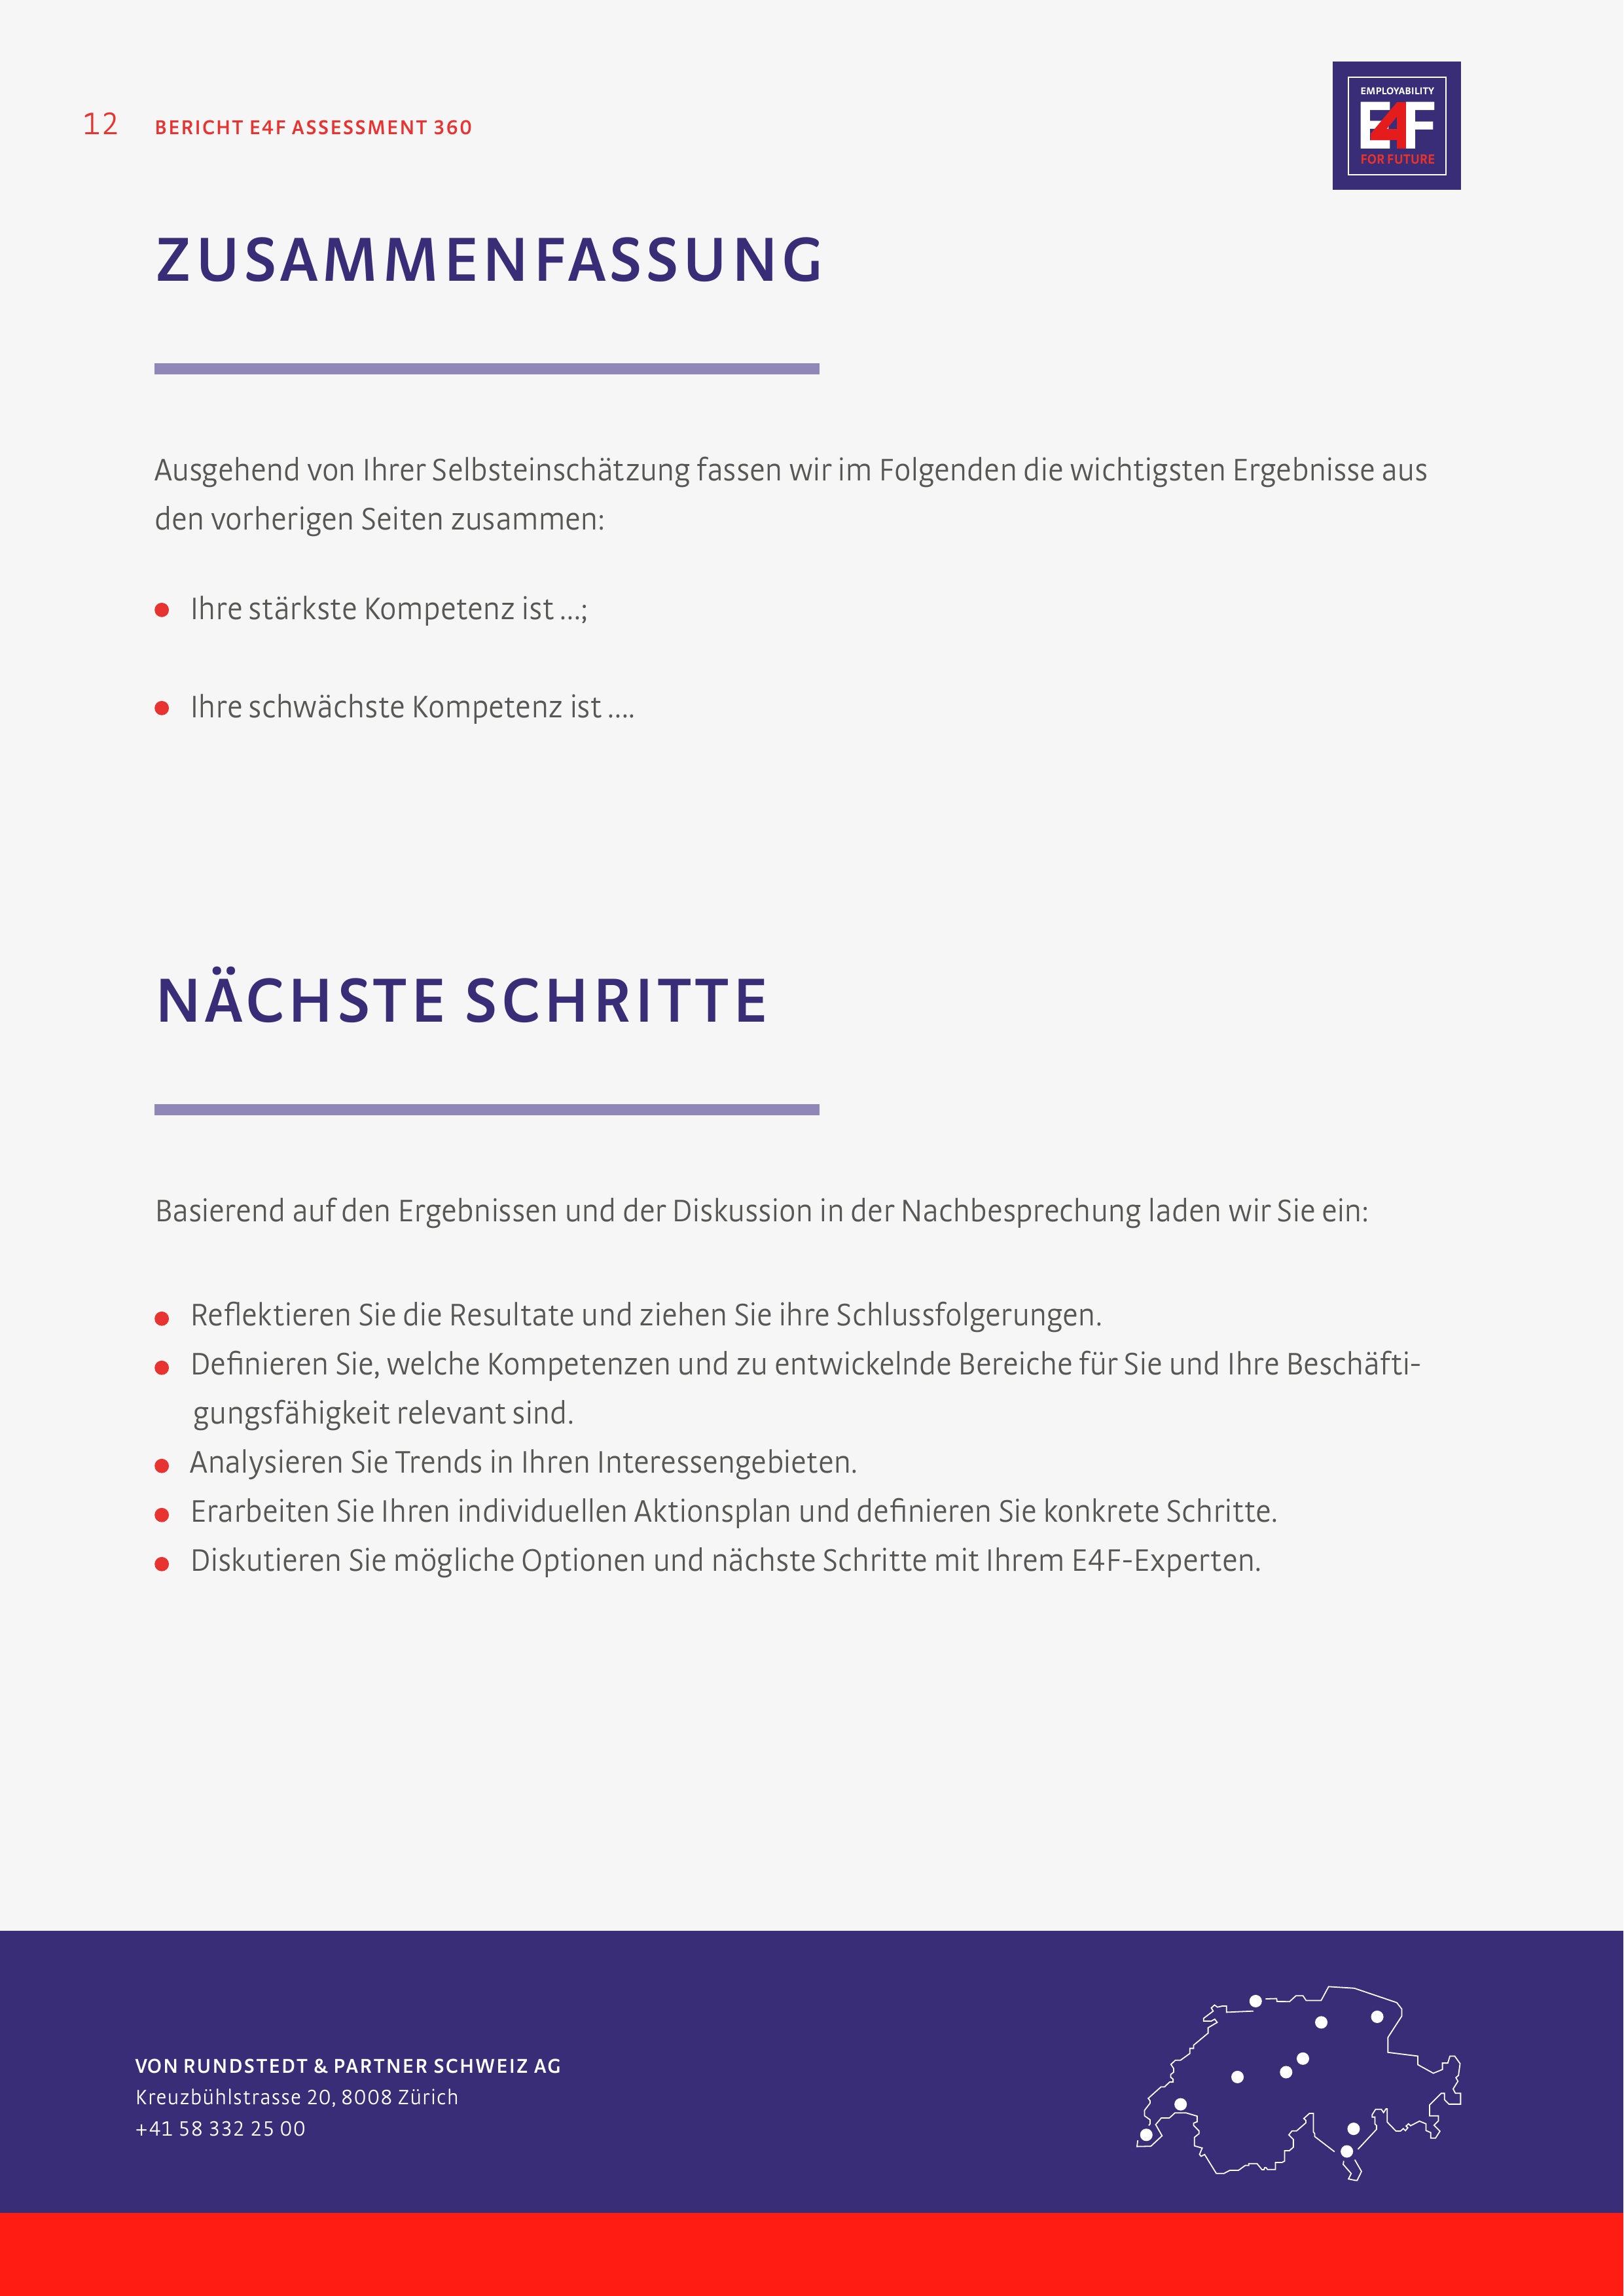 12 BERICHT E4F ASSESSMENT 360
EMPLOYABILITY
E4F
FOR FUTURE
ZUSAMMENFASSUNG
Ausgehend von Ihrer Selbsteinschätzung fassen wir im Folgenden die wichtigsten Ergebnisse aus
den vorherigen Seiten zusammen:
● Ihre stärkste Kompetenz ist ...;
● Ihre schwächste Kompetenz ist ....
NÄCHSTE SCHRITTE
Basierend auf den Ergebnissen und der Diskussion in der Nachbesprechung laden wir Sie ein:
● Reflektieren Sie die Resultate und ziehen Sie ihre Schlussfolgerungen.
● Definieren Sie, welche Kompetenzen und zu entwickelnde Bereiche für Sie und Ihre Beschäfti-
gungsfähigkeit relevant sind.
● Analysieren Sie Trends in Ihren Interessengebieten.
● Erarbeiten Sie Ihren individuellen Aktionsplan und definieren Sie konkrete Schritte.
● Diskutieren Sie mögliche Optionen und nächste Schritte mit Ihrem E4F-Experten.
VON RUNDSTEDT & PARTNER SCHWEIZ AG
Kreuzbühlstrasse 20, 8008 Zürich
+41 58 332 25 00